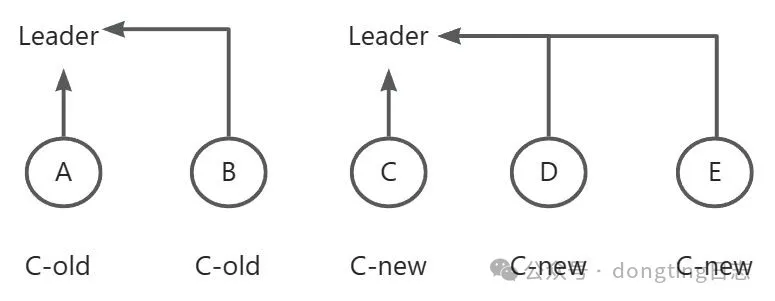 Leader Leader
A B C D E
C-old C-old C-new C-new C-new
公众号 · dongting日志